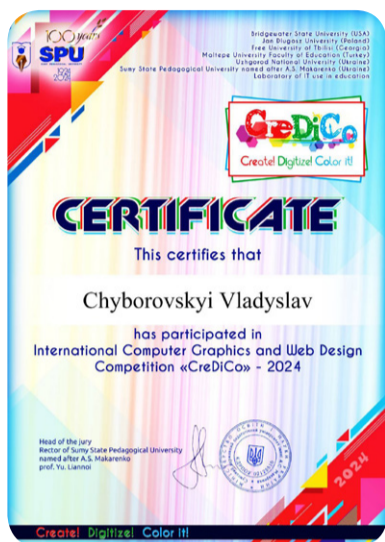 100 years
SPU
Bridgewater State University (USA)
Jan Dlugosz University (Poland)
Free University of Tbilisi (Georgia)
Maltepe University Faculty of Education (Turkey)
Uzhgorod National University (Ukraine)
Sumy State Pedagogical University named after A.S. Makarenko (Ukraine)
Laboratory of IT use in education
CreDiCo
Create! Digitize! Color it!
CERTIFICATE
This certifies that
Chyborovskyi Vladyslav
has participated in
International Computer Graphics and Web Design
Competition «CreDiCo» - 2024
Head of the jury
Rector of Sumy State Pedagogical University
named after A.S. Makarenko
prof. Yu. Liannoi
2024
Create! Digitize! Color it!